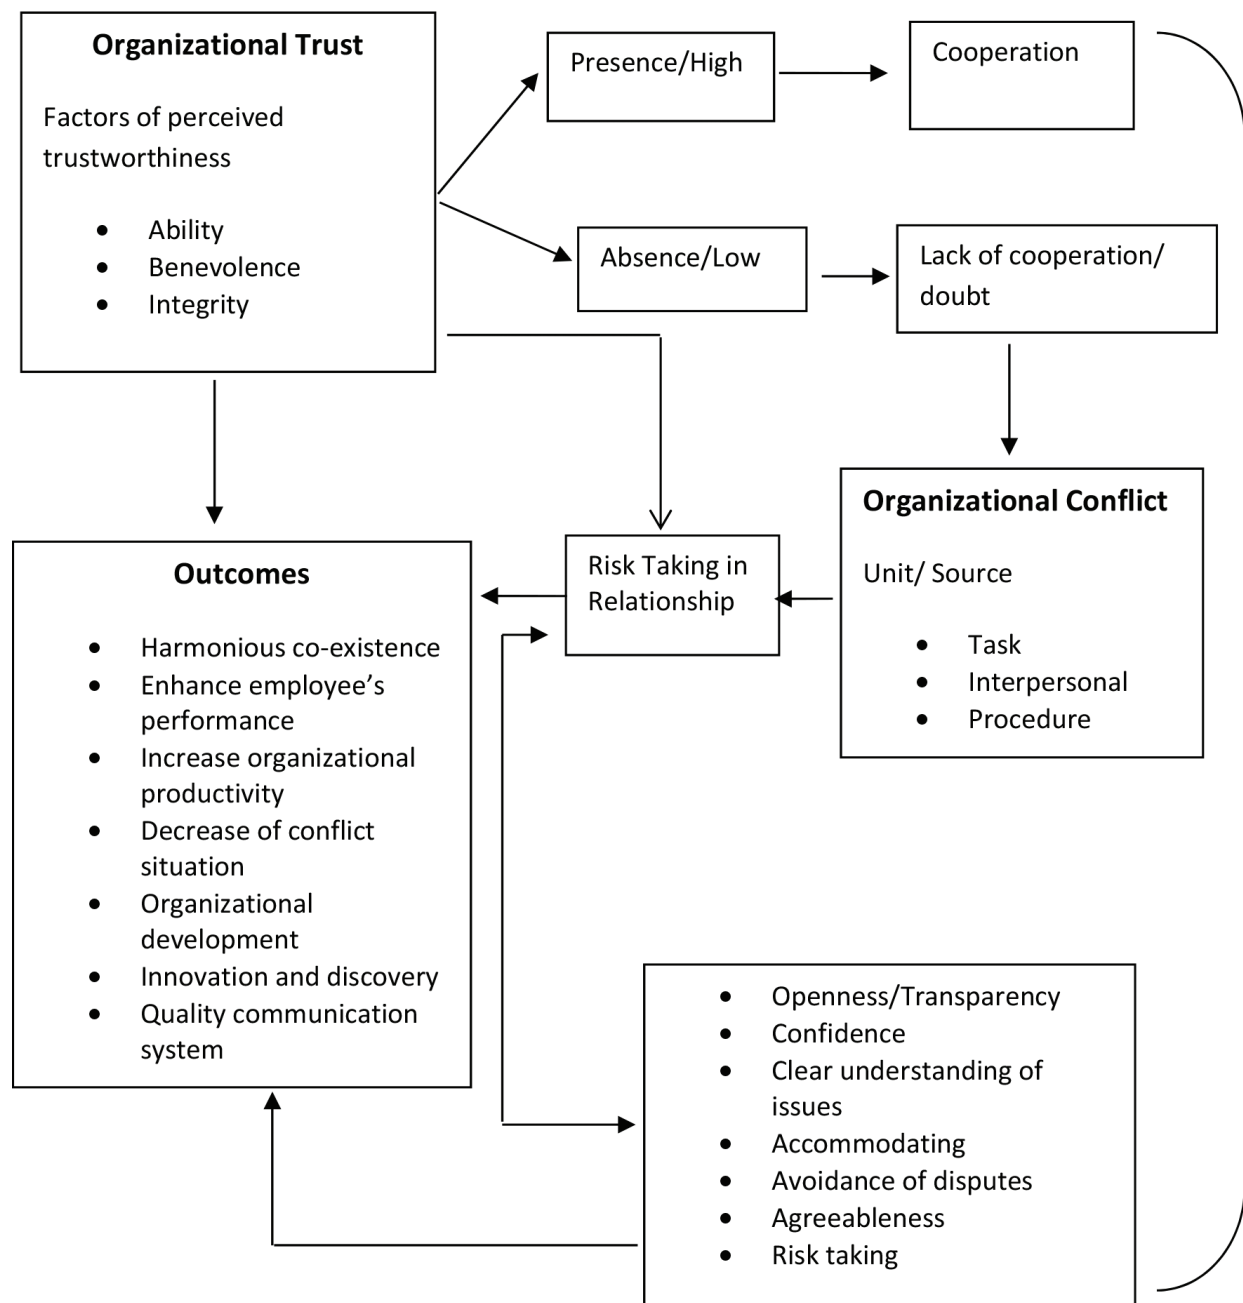 Organizational Trust
Factors of perceived
trustworthiness
• Ability
• Benevolence
• Integrity
Presence/High
Cooperation
Absence/Low
Lack of cooperation/
doubt
Organizational Conflict
Unit/ Source
• Task
• Interpersonal
• Procedure
Risk Taking in
Relationship
Outcomes
• Harmonious co-existence
• Enhance employee’s
performance
• Increase organizational
productivity
• Decrease of conflict
situation
• Organizational
development
• Innovation and discovery
• Quality communication
system
• Openness/Transparency
• Confidence
• Clear understanding of
issues
• Accommodating
• Avoidance of disputes
• Agreeableness
• Risk taking